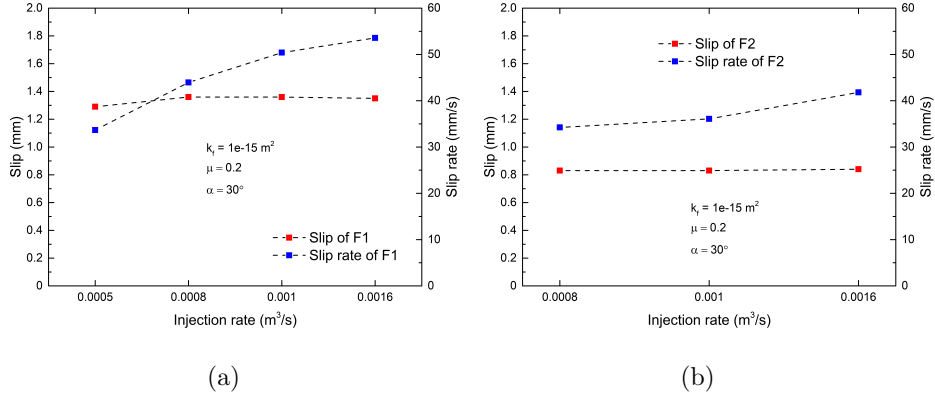 2.0
1.8
1.6
1.4
1.2
1.0
0.8
0.6
0.4
0.2
0
Slip (mm)
60
50
40
30
20
10
0
Slip rate (mm/s)
k_f = 1e-15 m²
μ = 0.2
α = 30°
Slip of F1
Slip rate of F1
0.0005 0.0008 0.001 0.0016
Injection rate (m³/s)
(a)
2.0
1.8
1.6
1.4
1.2
1.0
0.8
0.6
0.4
0.2
0
Slip (mm)
60
50
40
30
20
10
0
Slip rate (mm/s)
Slip of F2
Slip rate of F2
k_f = 1e-15 m²
μ = 0.2
α = 30°
0.0008 0.001 0.0016
Injection rate (m³/s)
(b)